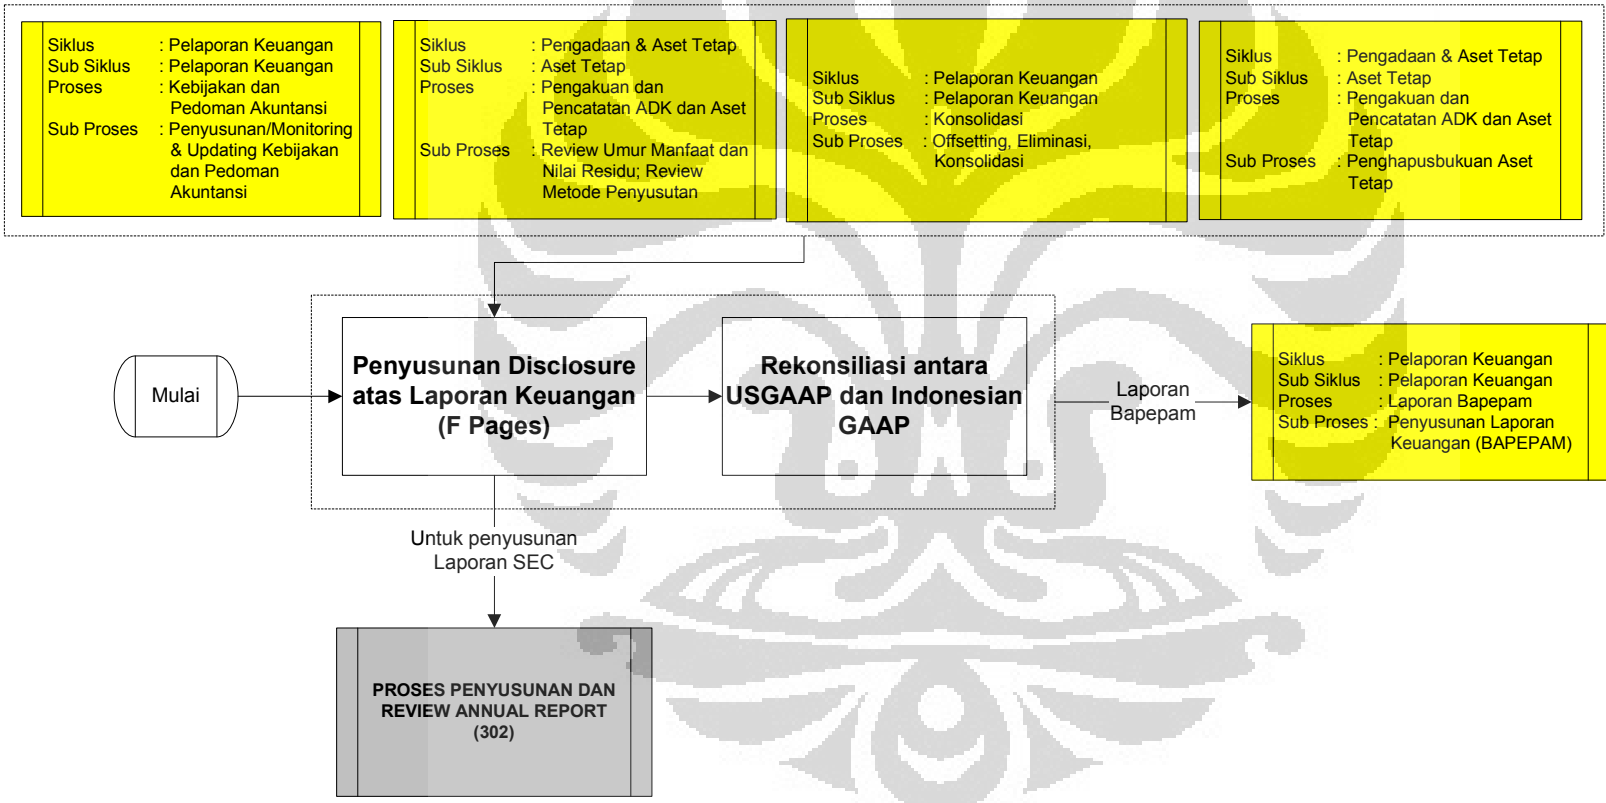 Siklus : Pelaporan Keuangan
Sub Siklus : Pelaporan Keuangan
Proses : Kebijakan dan
Pedoman Akuntansi
Sub Proses : Penyusunan/Monitoring
& Updating Kebijakan
dan Pedoman
Akuntansi
Siklus : Pengadaan & Aset Tetap
Sub Siklus : Aset Tetap
Proses : Pengakuan dan
Pencatatan ADK dan Aset
Tetap
Sub Proses : Review Umur Manfaat dan
Nilai Residu; Review
Metode Penyusutan
Siklus : Pelaporan Keuangan
Sub Siklus : Pelaporan Keuangan
Proses : Konsolidasi
Sub Proses : Offsetting, Eliminasi,
Konsolidasi
Siklus : Pengadaan & Aset Tetap
Sub Siklus : Aset Tetap
Proses : Pengakuan dan
Pencatatan ADK dan Aset
Tetap
Sub Proses : Penghapusbukuan Aset
Tetap
Mulai
Penyusunan Disclosure
atas Laporan Keuangan
(F Pages)
Rekonsiliasi antara
USGAAP dan Indonesian
GAAP
Laporan
Bapepam
Siklus : Pelaporan Keuangan
Sub Siklus : Pelaporan Keuangan
Proses : Laporan Bapepam
Sub Proses : Penyusunan Laporan
Keuangan (BAPEPAM)
Untuk penyusunan
Laporan SEC
PROSES PENYUSUNAN DAN
REVIEW ANNUAL REPORT
(302)